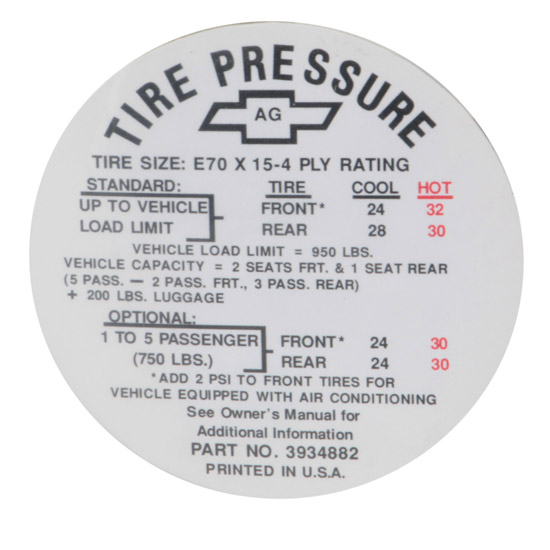 TIRE PRESSURE
AG
TIRE SIZE: E70 X 15-4 PLY RATING
STANDARD: TIRE COOL HOT
UP TO VEHICLE FRONT* 24 32
LOAD LIMIT REAR 28 30
VEHICLE LOAD LIMIT = 950 LBS.
VEHICLE CAPACITY = 2 SEATS FRT. & 1 SEAT REAR
(5 PASS. — 2 PASS. FRT., 3 PASS. REAR)
+ 200 LBS. LUGGAGE
OPTIONAL:
1 TO 5 PASSENGER FRONT* 24 30
(750 LBS.) REAR 24 30
*ADD 2 PSI TO FRONT TIRES FOR
VEHICLE EQUIPPED WITH AIR CONDITIONING
See Owner's Manual for
Additional Information
PART NO. 3934882
PRINTED IN U.S.A.